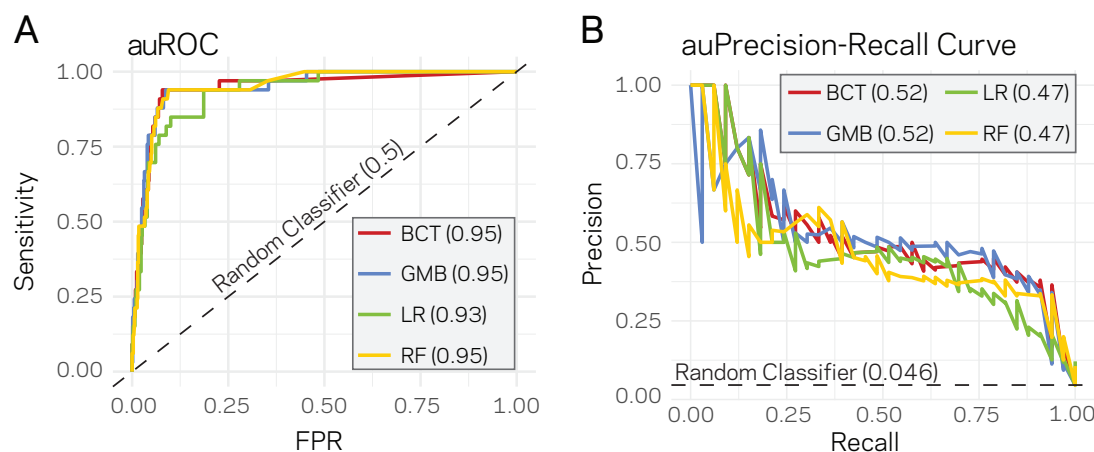 A
auROC
Sensitivity
1.00
0.75
0.50
0.25
0.00
Random Classifier (0.5)
BCT (0.95)
GMB (0.95)
LR (0.93)
RF (0.95)
0.00 0.25 0.50 0.75 1.00
FPR
B
auPrecision-Recall Curve
Precision
1.00
0.75
0.50
0.25
0.00
BCT (0.52) LR (0.47)
GMB (0.52) RF (0.47)
Random Classifier (0.046)
0.00 0.25 0.50 0.75 1.00
Recall